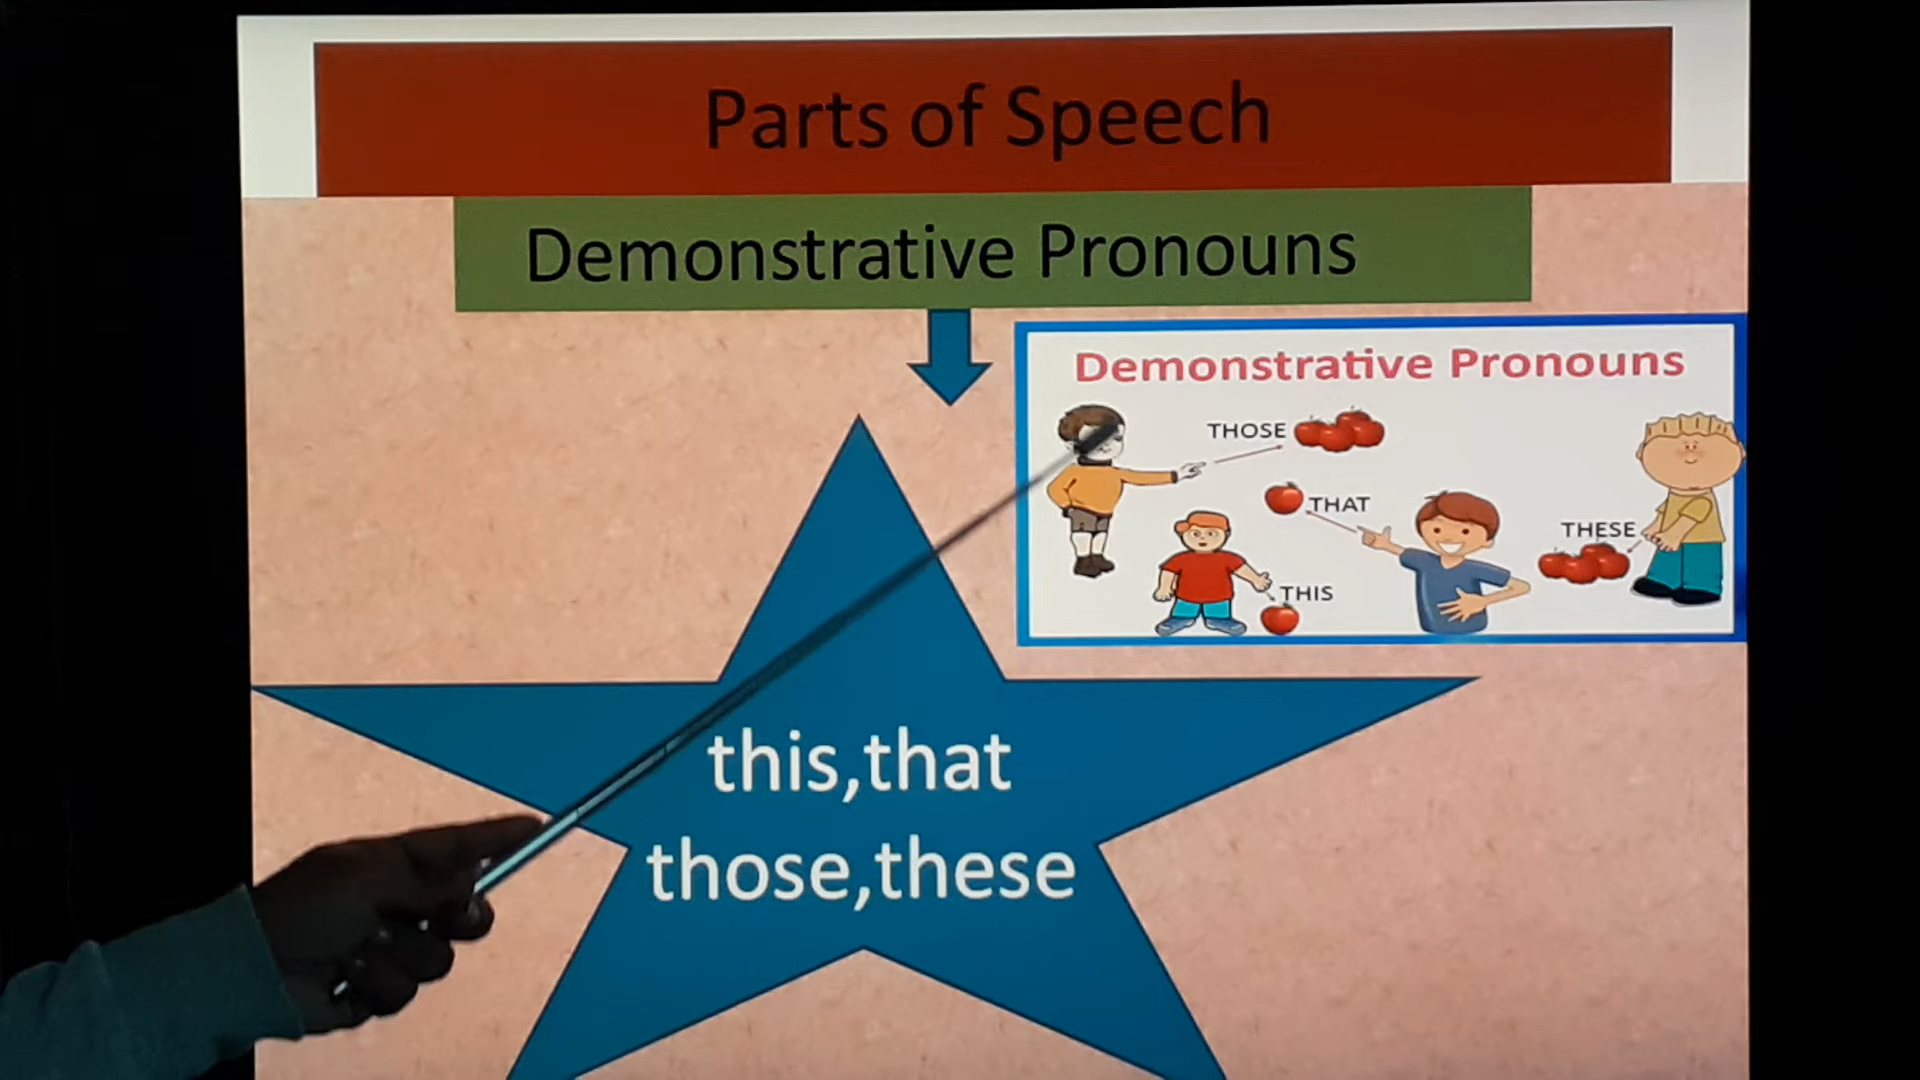 Parts of Speech
Demonstrative Pronouns
Demonstrative Pronouns
THOSE
THAT
THESE
THIS
this,that
those,these